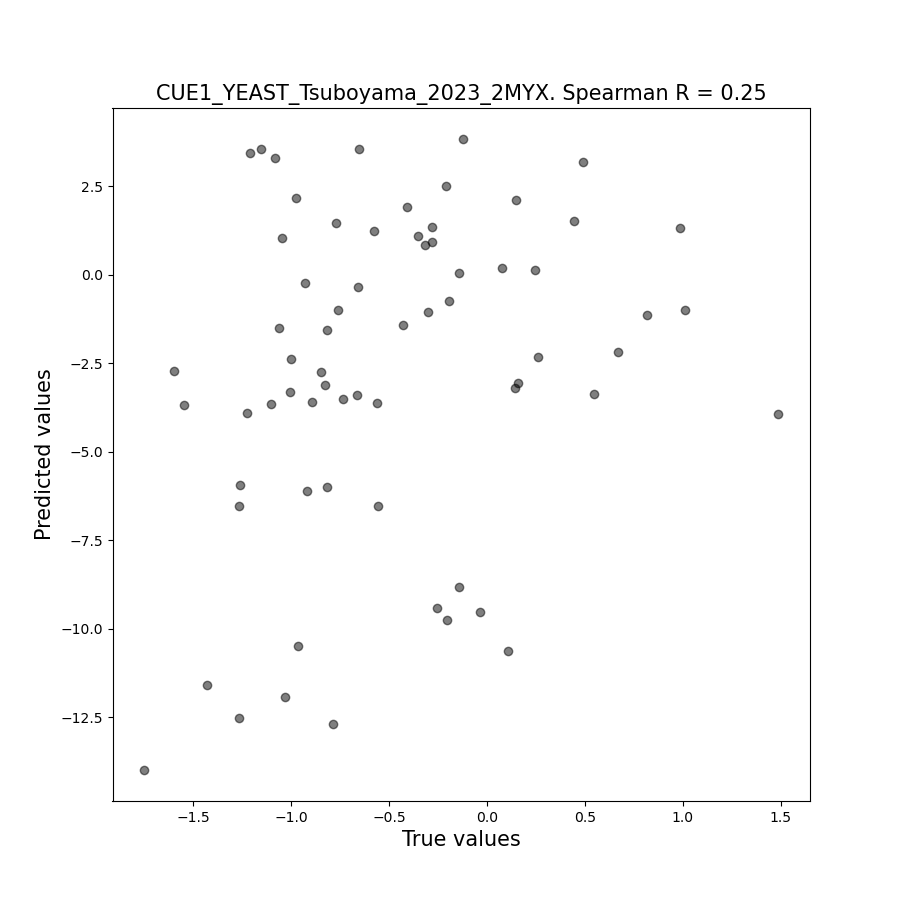 CUE1_YEAST_Tsuboyama_2023_2MYX. Spearman R = 0.25
Predicted values
2.5
0.0
−2.5
−5.0
−7.5
−10.0
−12.5
−1.5 −1.0 −0.5 0.0 0.5 1.0 1.5
True values